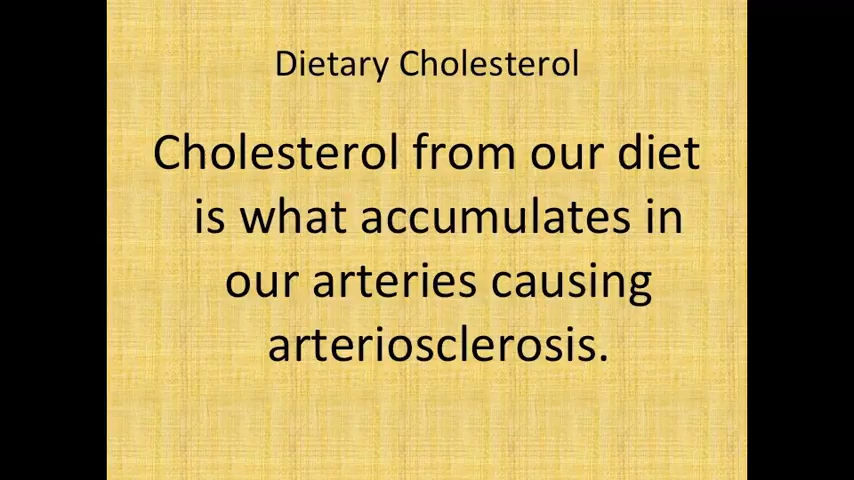 Dietary Cholesterol
Cholesterol from our diet
is what accumulates in
our arteries causing
arteriosclerosis.